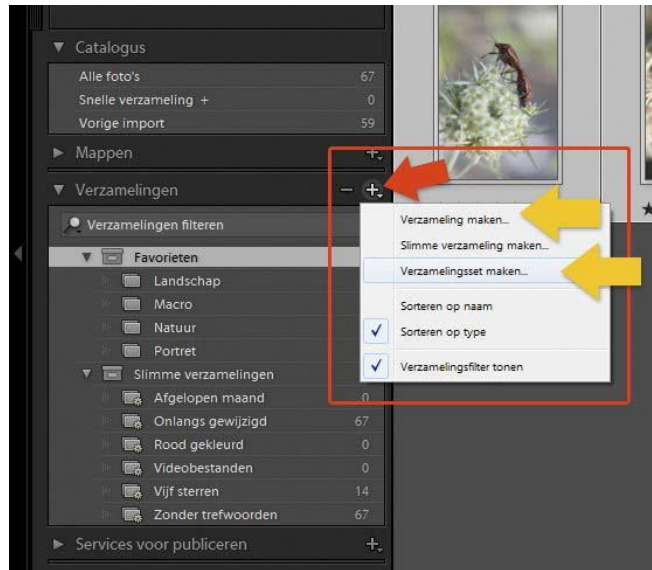 Catalogus
Alle foto's 67
Snelle verzameling + 0
Vorige import 59
Mappen
Verzamelingen
Verzamelingen filteren
Favorieten
Landschap
Macro
Natuur
Portret
Slimme verzamelingen
Afgelopen maand 0
Onlangs gewijzigd 67
Rood gekleurd 0
Videobestanden 0
Vijf sterren 14
Zonder trefwoorden 67
Services voor publiceren
Verzameling maken...
Slimme verzameling maken...
Verzamelingsset maken...
Sorteren op naam
Sorteren op type
Verzamelingsfilter tonen